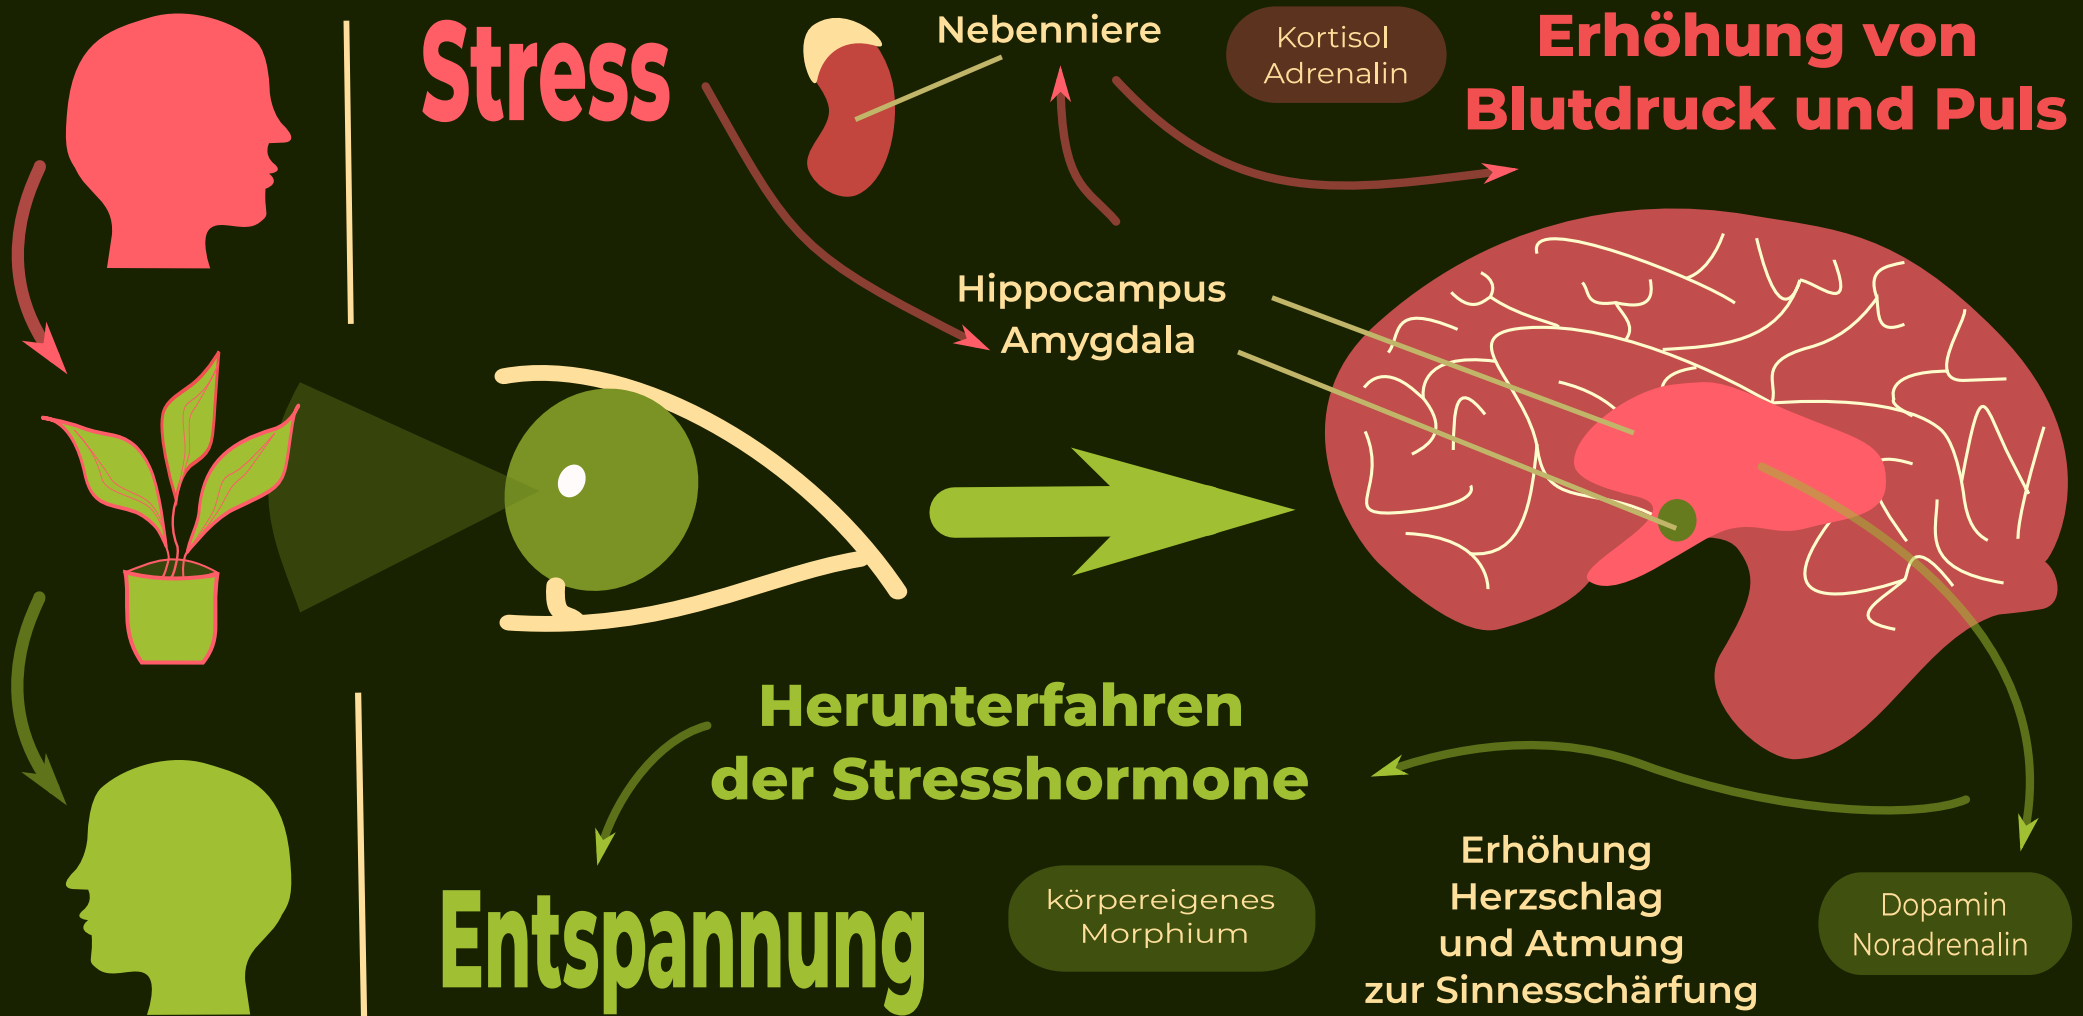 Stress
Nebenniere
Kortisol
Adrenalin
Erhöhung von
Blutdruck und Puls
Hippocampus
Amygdala
Herunterfahren
der Stresshormone
Entspannung
körpereigenes
Morphium
Erhöhung
Herzschlag
und Atmung
zur Sinnesschärfung
Dopamin
Noradrenalin